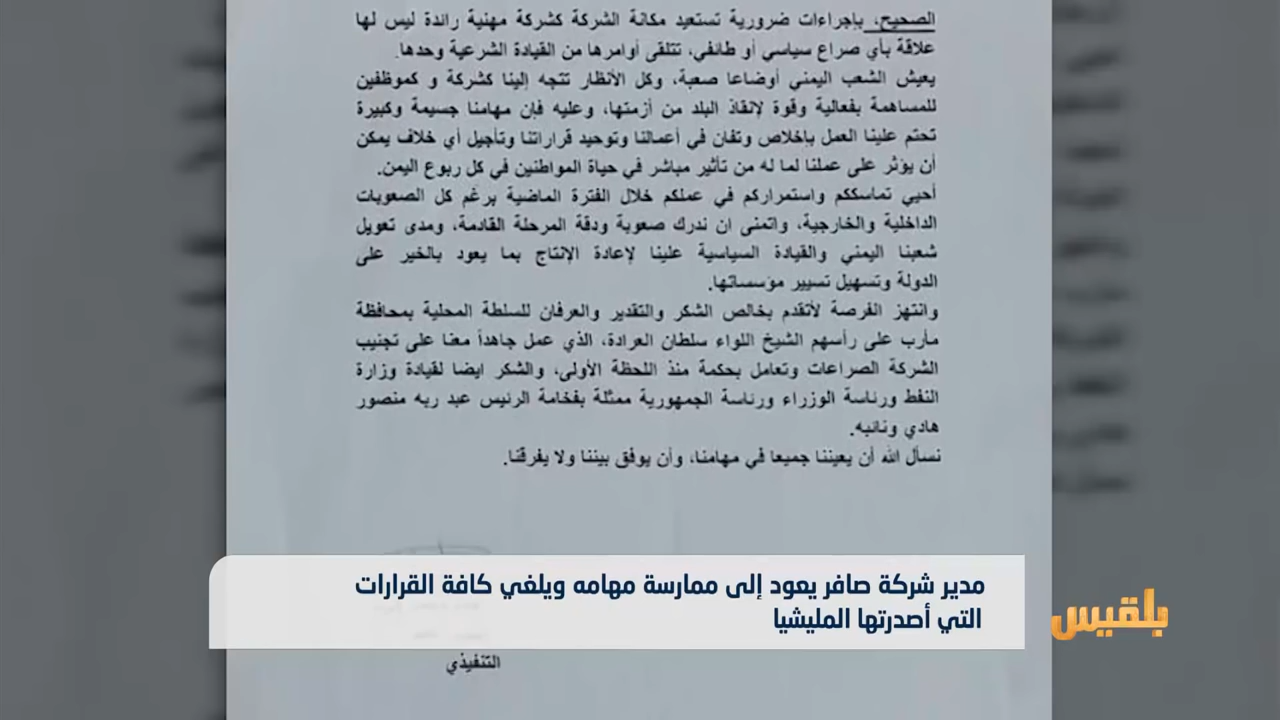 الصحيح، بإجراءات ضرورية تستعيد مكانة الشركة كشركة مهنية رائدة ليس لها
علاقة بأي صراع سياسي أو طائفي، تتلقى أوامرها من القيادة الشرعية وحدها.
يعيش الشعب اليمني أوضاعا صعبة، وكل الأنظار تتجه إلينا كشركة و كموظفين
للمساهمة بفعالية وقوة لإنقاذ البلد من أزمتها، وعليه فإن مهامنا جسيمة وكبيرة
تحتم علينا العمل بإخلاص وتفان في أعمالنا وتوحيد قراراتنا وتأجيل أي خلاف يمكن
أن يؤثر على عملنا لما له من تأثير مباشر في حياة المواطنين في كل ربوع اليمن.
أحيي تماسككم واستمراركم في عملكم خلال الفترة الماضية برغم كل الصعوبات
الداخلية والخارجية، واتمنى ان ندرك صعوبة ودقة المرحلة القادمة، ومدى تعويل
شعبنا اليمني والقيادة السياسية علينا لإعادة الإنتاج بما يعود بالخير على
الدولة وتسهيل تسيير مؤسساتها.
وانتهز الفرصة لأتقدم بخالص الشكر والتقدير والعرفان للسلطة المحلية بمحافظة
مأرب على رأسهم الشيخ اللواء سلطان العرادة، الذي عمل جاهداً معنا على تجنيب
الشركة الصراعات وتعامل بحكمة منذ اللحظة الأولى، والشكر ايضا لقيادة وزارة
النفط ورئاسة الوزراء ورئاسة الجمهورية ممثلة بفخامة الرئيس عبد ربه منصور
هادي ونائبه.
نسأل الله أن يعيننا جميعا في مهامنا، وأن يوفق بيننا ولا يفرقنا.
مدير شركة صافر يعود إلى ممارسة مهامه ويلغي كافة القرارات
التي أصدرتها المليشيا
بلقيس
التنفيذي